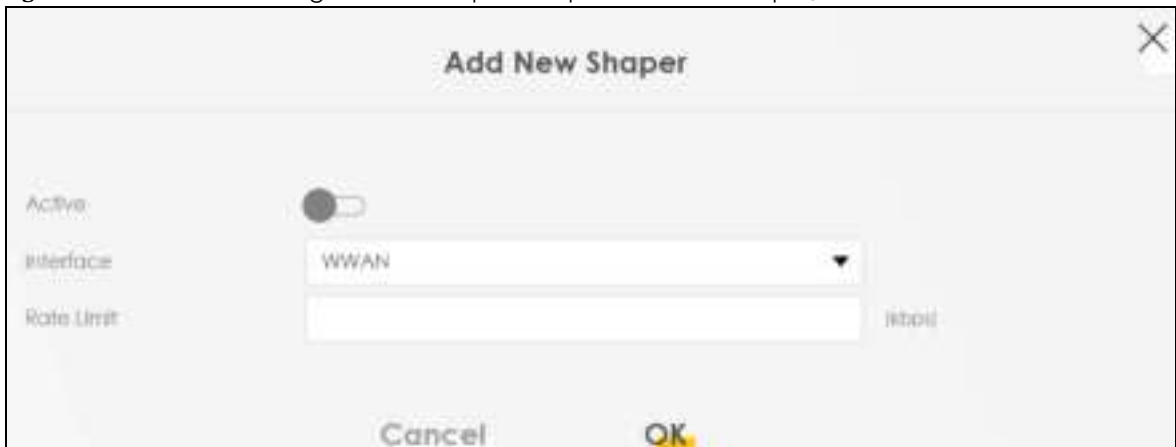 Add New Shaper
Active
Interface
WWAN
Rate Limit
(kbps)
Cancel
OK